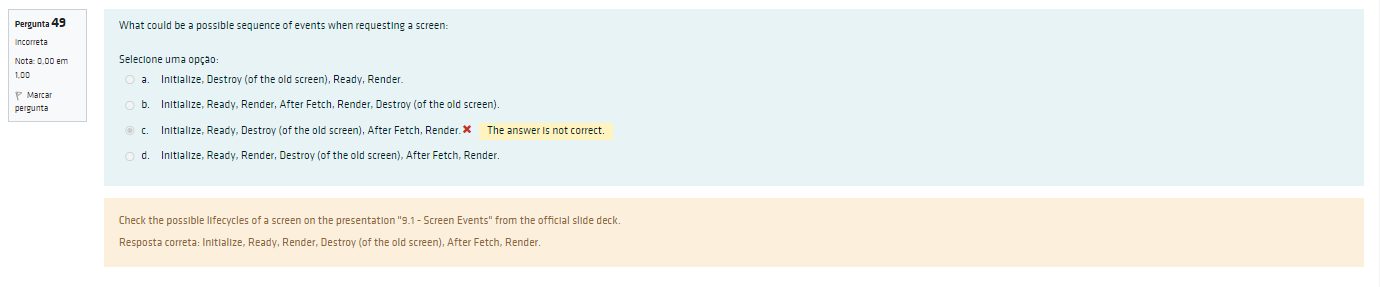 Pergunta 49
Incorreta
Nota: 0,00 em
1,00
Marcar
pergunta
What could be a possible sequence of events when requesting a screen:
Selecione uma opção:
a. Initialize, Destroy (of the old screen), Ready, Render.
b. Initialize, Ready, Render, After Fetch, Render, Destroy (of the old screen).
c. Initialize, Ready, Destroy (of the old screen), After Fetch, Render. The answer is not correct.
d. Initialize, Ready, Render, Destroy (of the old screen), After Fetch, Render.
Check the possible lifecycles of a screen on the presentation "9.1 - Screen Events" from the official slide deck.
Resposta correta: Initialize, Ready, Render, Destroy (of the old screen), After Fetch, Render.